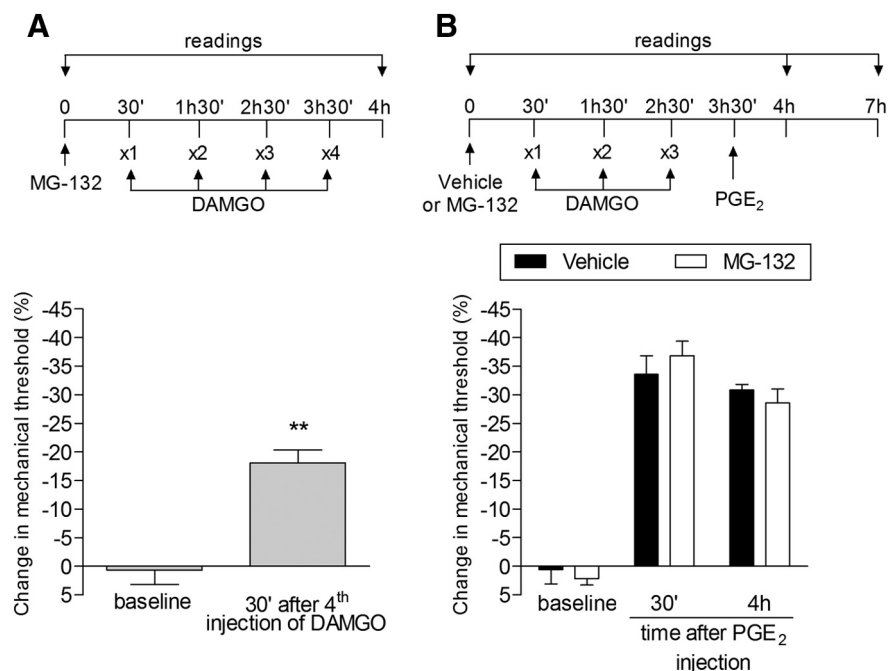 A
readings
0 30' 1h30' 2h30' 3h30' 4h
x1 x2 x3 x4
MG-132
DAMGO
Change in mechanical threshold (%)
-45
-40
-35
-30
-25
-20
-15
-10
-5
0
5
**
baseline
30' after 4th
injection of DAMGO
B
readings
0 30' 1h30' 2h30' 3h30' 4h 7h
x1 x2 x3
Vehicle
or MG-132
DAMGO
PGE2
Vehicle MG-132
Change in mechanical threshold (%)
-45
-40
-35
-30
-25
-20
-15
-10
-5
0
5
baseline 30' 4h
time after PGE2
injection